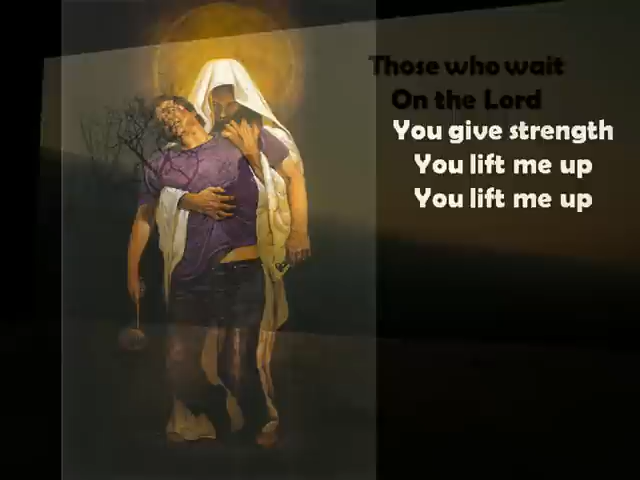 Those who wait
On the Lord
You give strength
You lift me up
You lift me up